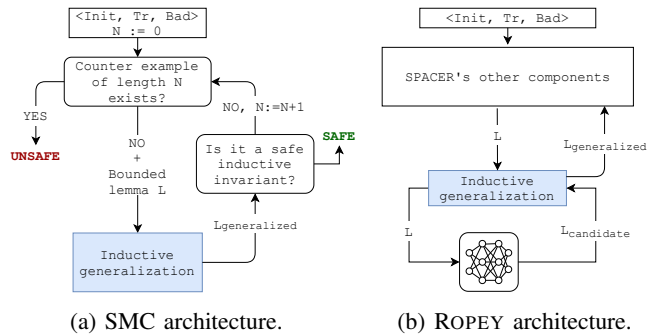 <Init, Tr, Bad>
N := 0
Counter example
of length N
exists?
YES
UNSAFE
NO
+
Bounded
lemma L
NO, N:=N+1
Is it a safe
inductive
invariant?
SAFE
Lgeneralized
Inductive
generalization
(a) SMC architecture.
<Init, Tr, Bad>
SPACER's other components
L
Lgeneralized
Inductive
generalization
L
Lcandidate
(b) ROPEY architecture.